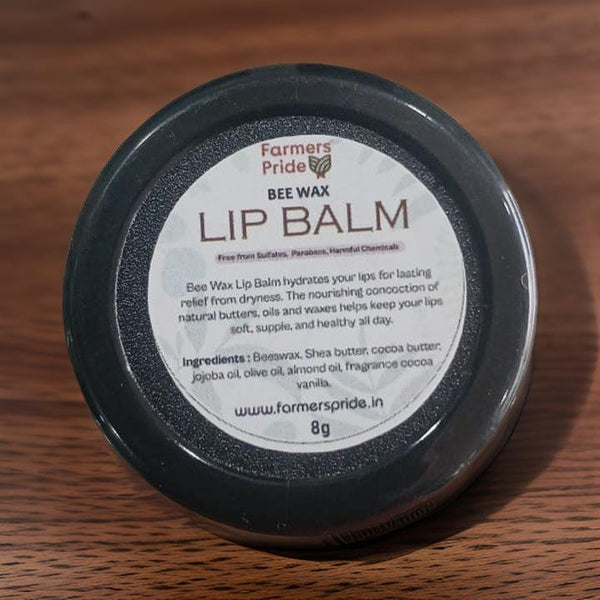 Farmers
Pride
BEE WAX
LIP BALM
Free from Sulfates, Parabens, Harmful Chemicals
Bee Wax Lip Balm hydrates your lips for lasting
relief from dryness. The nourishing concoction of
natural butters, oils and waxes helps keep your lips
soft, supple, and healthy all day.
Ingredients : Beeswax, Shea butter, cocoa butter,
jojoba oil, olive oil, almond oil, fragrance cocoa
vanilla.
www.farmerspride.in
8g